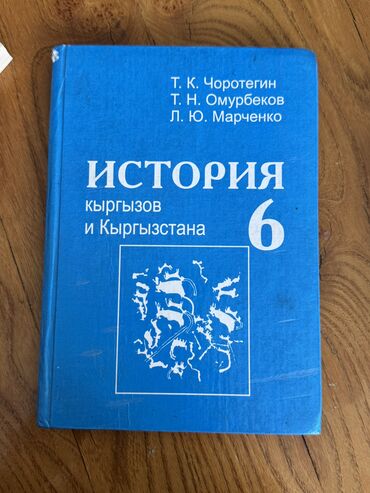 Т. К. Чоротегин
Т. Н. Омурбеков
Л. Ю. Марченко
ИСТОРИЯ
кыргызов
и Кыргызстана
6